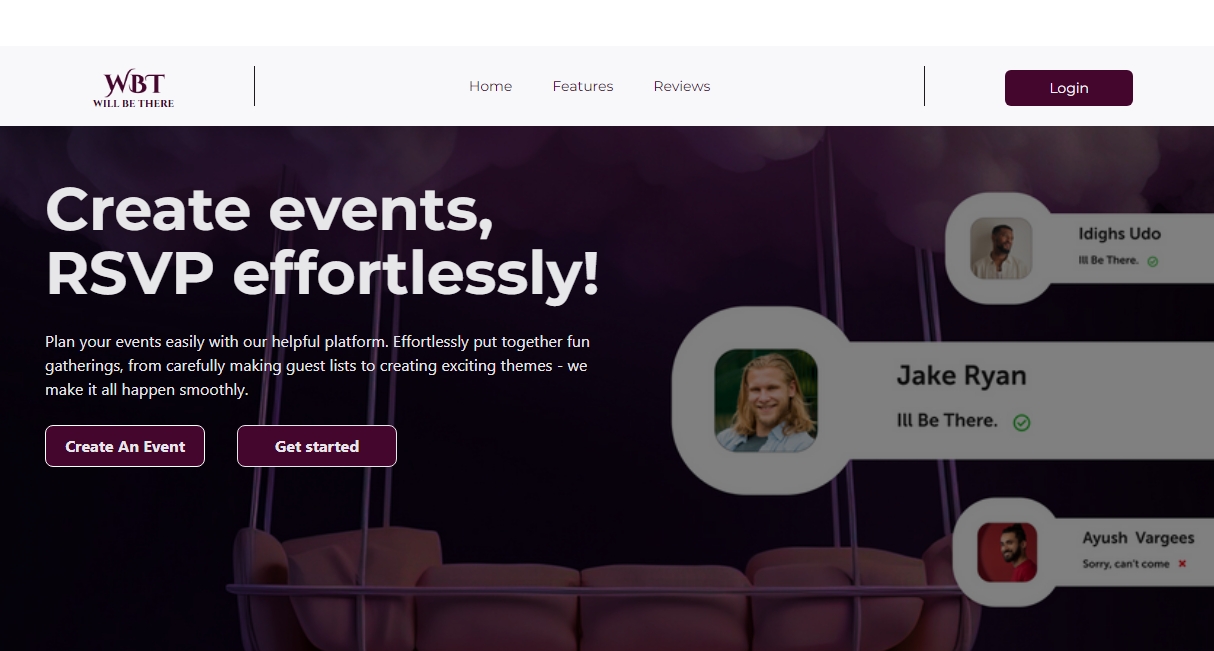 WBT
WILL BE THERE
Home
Features
Reviews
Login
Create events,
RSVP effortlessly!
Plan your events easily with our helpful platform. Effortlessly put together fun
gatherings, from carefully making guest lists to creating exciting themes - we
make it all happen smoothly.
Create An Event
Get started
Idighs Udo
Ill Be There.
Jake Ryan
Ill Be There.
Ayush Vargees
Sorry, can't come